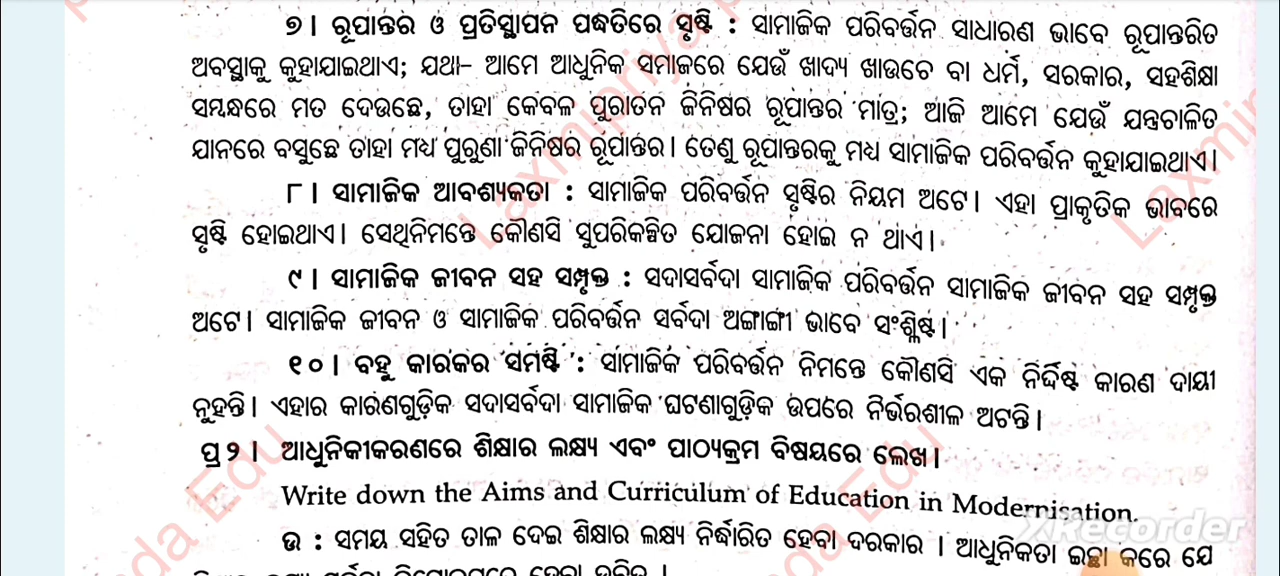 ୭। ରୂପାନ୍ତର ଓ ପ୍ରତିସ୍ଥାପନ ପଦ୍ଧତିରେ ସୃଷ୍ଟି : ସାମାଜିକ ପରିବର୍ତ୍ତନ ସାଧାରଣ ଭାବେ ରୂପାନ୍ତରିତ
ଅବସ୍ଥାକୁ କୁହାଯାଇଥାଏ; ଯଥା- ଆମେ ଆଧୁନିକ ସମାଜରେ ଯେଉଁ ଖାଦ୍ୟ ଖାଉଚେ ବା ଧର୍ମ, ସରକାର, ସହଶିକ୍ଷା
ସମ୍ବନ୍ଧରେ ମତ ଦେଉଛେ, ତାହା କେବଳ ପୁରାତନ ଜିନିଷର ରୂପାନ୍ତର ମାତ୍ର; ଆଜି ଆମେ ଯେଉଁ ଯନ୍ତ୍ରଚାଳିତ
ଯାନରେ ବସୁଛେ ତାହା ମଧ୍ୟ ପୁରୁଣା ଜିନିଷର ରୂପାନ୍ତର। ତେଣୁ ରୂପାନ୍ତରକୁ ମଧ୍ୟ ସାମାଜିକ ପରିବର୍ତ୍ତନ କୁହାଯାଇଥାଏ।
୮। ସାମାଜିକ ଆବଶ୍ୟକତା : ସାମାଜିକ ପରିବର୍ତ୍ତନ ସୃଷ୍ଟିର ନିୟମ ଅଟେ। ଏହା ପ୍ରାକୃତିକ ଭାବରେ
ସୃଷ୍ଟି ହୋଇଥାଏ। ସେଥିନିମନ୍ତେ କୌଣସି ସୁପରିକଳ୍ପିତ ଯୋଜନା ହୋଇ ନ ଥାଏ।
୯। ସାମାଜିକ ଜୀବନ ସହ ସମ୍ପୃକ୍ତ : ସଦାସର୍ବଦା ସାମାଜିକ ପରିବର୍ତ୍ତନ ସାମାଜିକ ଜୀବନ ସହ ସମ୍ପୃକ୍ତ
ଅଟେ। ସାମାଜିକ ଜୀବନ ଓ ସାମାଜିକ ପରିବର୍ତ୍ତନ ସର୍ବଦା ଅଙ୍ଗାଙ୍ଗୀ ଭାବେ ସଂଶ୍ଳିଷ୍ଟ।
୧୦। ବହୁ କାରକର ସମଷ୍ଟି : ସାମାଜିକ ପରିବର୍ତ୍ତନ ନିମନ୍ତେ କୌଣସି ଏକ ନିର୍ଦ୍ଦିଷ୍ଟ କାରଣ ଦାୟୀ
ନୁହନ୍ତି। ଏହାର କାରଣଗୁଡ଼ିକ ସଦାସର୍ବଦା ସାମାଜିକ ଘଟଣାଗୁଡ଼ିକ ଉପରେ ନିର୍ଭରଶୀଳ ଅଟନ୍ତି।
ପ୍ର ୨। ଆଧୁନିକୀକରଣରେ ଶିକ୍ଷାର ଲକ୍ଷ୍ୟ ଏବଂ ପାଠ୍ୟକ୍ରମ ବିଷୟରେ ଲେଖ।
Write down the Aims and Curriculum of Education in Modernisation.
XRecorder
ଉ : ସମୟ ସହିତ ତାଳ ଦେଇ ଶିକ୍ଷାର ଲକ୍ଷ୍ୟ ନିର୍ଦ୍ଧାରିତ ହେବା ଦରକାର । ଆଧୁନିକତା ଇଚ୍ଛା କରେ ଯେ